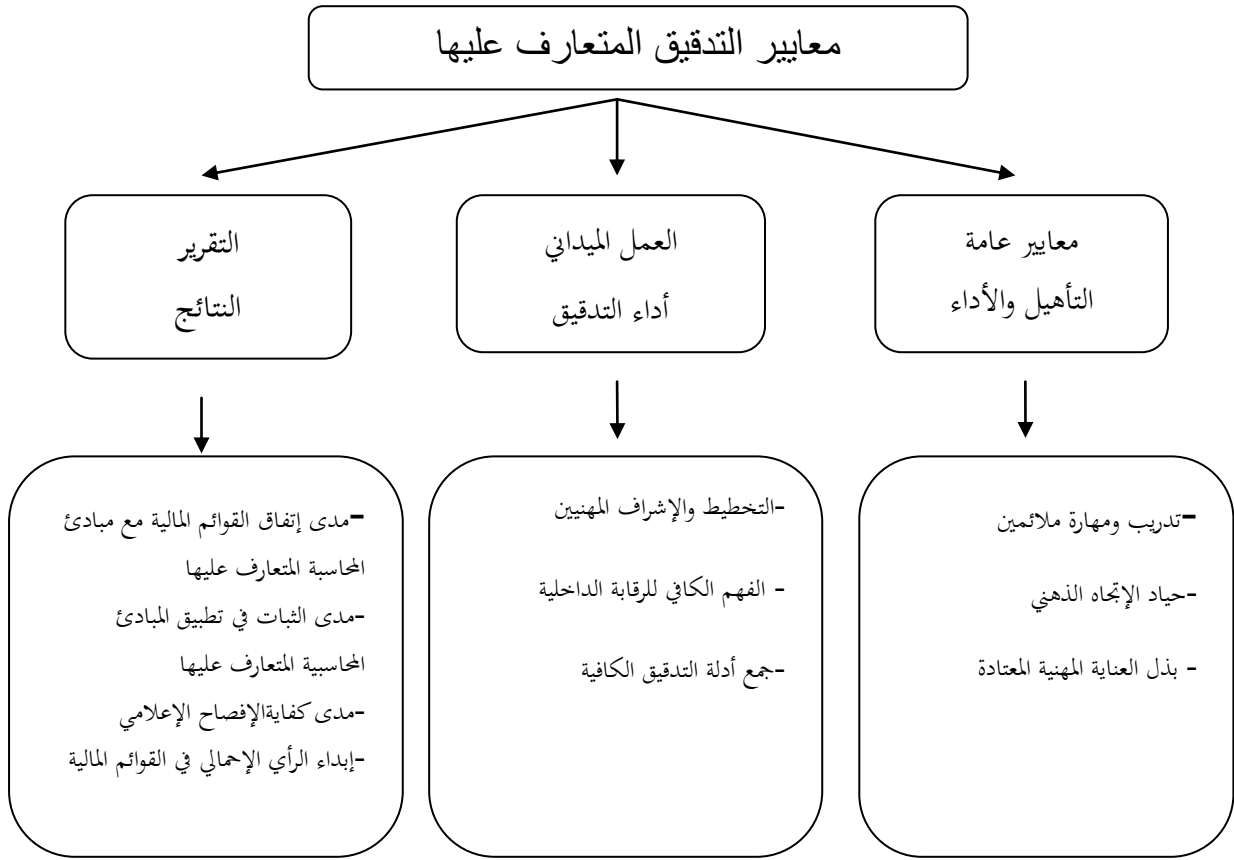 معايير التدقيق المتعارف عليها
معايير عامة
التأهيل والأداء
العمل الميداني
أداء التدقيق
التقرير
النتائج
-تدريب ومهارة ملائمين
-حياد الإتجاه الذهني
- بذل العناية المهنية المعتادة
-التخطيط والإشراف المهنيين
- الفهم الكافي للرقابة الداخلية
-جمع أدلة التدقيق الكافية
-مدى إتفاق القوائم المالية مع مبادئ
المحاسبة المتعارف عليها
-مدى الثبات في تطبيق المبادئ
المحاسبية المتعارف عليها
-مدى كفايةالإفصاح الإعلامي
-إبداء الرأي الإحمالي في القوائم المالية